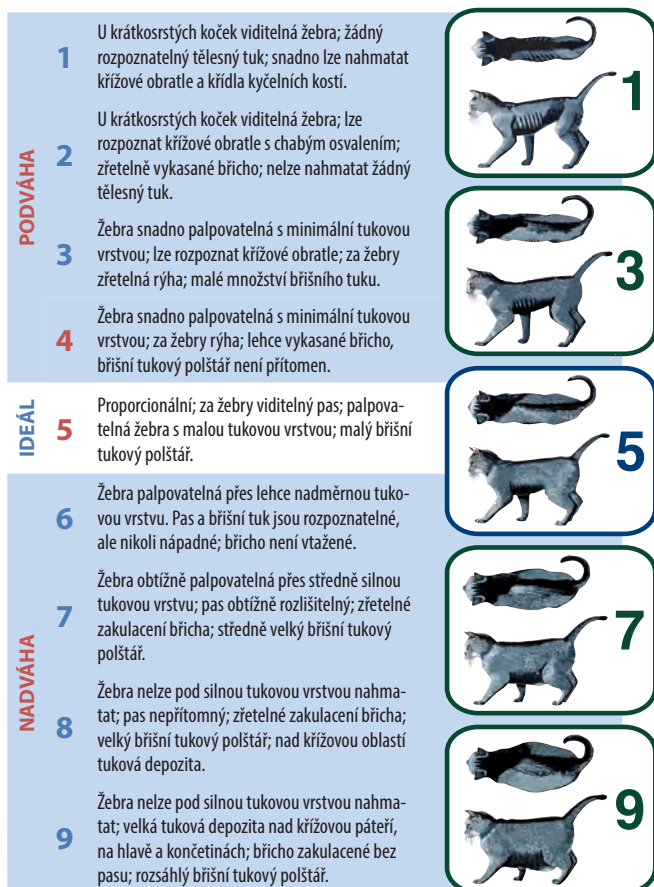 PODVÁHA
1
U krátkosrstých koček viditelná žebra; žádný
rozpoznatelný tělesný tuk; snadno lze nahmatat
křížové obratle a křídla kyčelních kostí.
2
U krátkosrstých koček viditelná žebra; lze
rozpoznat křížové obratle s chabým osvalením;
zřetelně vykasané břicho; nelze nahmatat žádný
tělesný tuk.
3
Žebra snadno palpovatelná s minimální tukovou
vrstvou; lze rozpoznat křížové obratle; za žebry
zřetelná rýha; malé množství břišního tuku.
4
Žebra snadno palpovatelná s minimální tukovou
vrstvou; za žebry rýha; lehce vykasané břicho,
břišní tukový polštář není přítomen.
IDEÁL
5
Proporcionální; za žebry viditelný pas; palpova-
telná žebra s malou tukovou vrstvou; malý břišní
tukový polštář.
NADVÁHA
6
Žebra palpovatelná přes lehce nadměrnou tuko-
vou vrstvu. Pas a břišní tuk jsou rozpoznatelné,
ale nikoli nápadné; břicho není vtažené.
7
Žebra obtížně palpovatelná přes středně silnou
tukovou vrstvu; pas obtížně rozlišitelný; zřetelné
zakulacení břicha; středně velký břišní tukový
polštář.
8
Žebra nelze pod silnou tukovou vrstvou nahma-
tat; pas nepřítomný; zřetelné zakulacení břicha;
velký břišní tukový polštář; nad křížovou oblastí
tuková depozita.
9
Žebra nelze pod silnou tukovou vrstvou nahma-
tat; velká tuková depozita nad křížovou páteří,
na hlavě a končetinách; břicho zakulacené bez
pasu; rozsáhlý břišní tukový polštář.
1
3
5
7
9